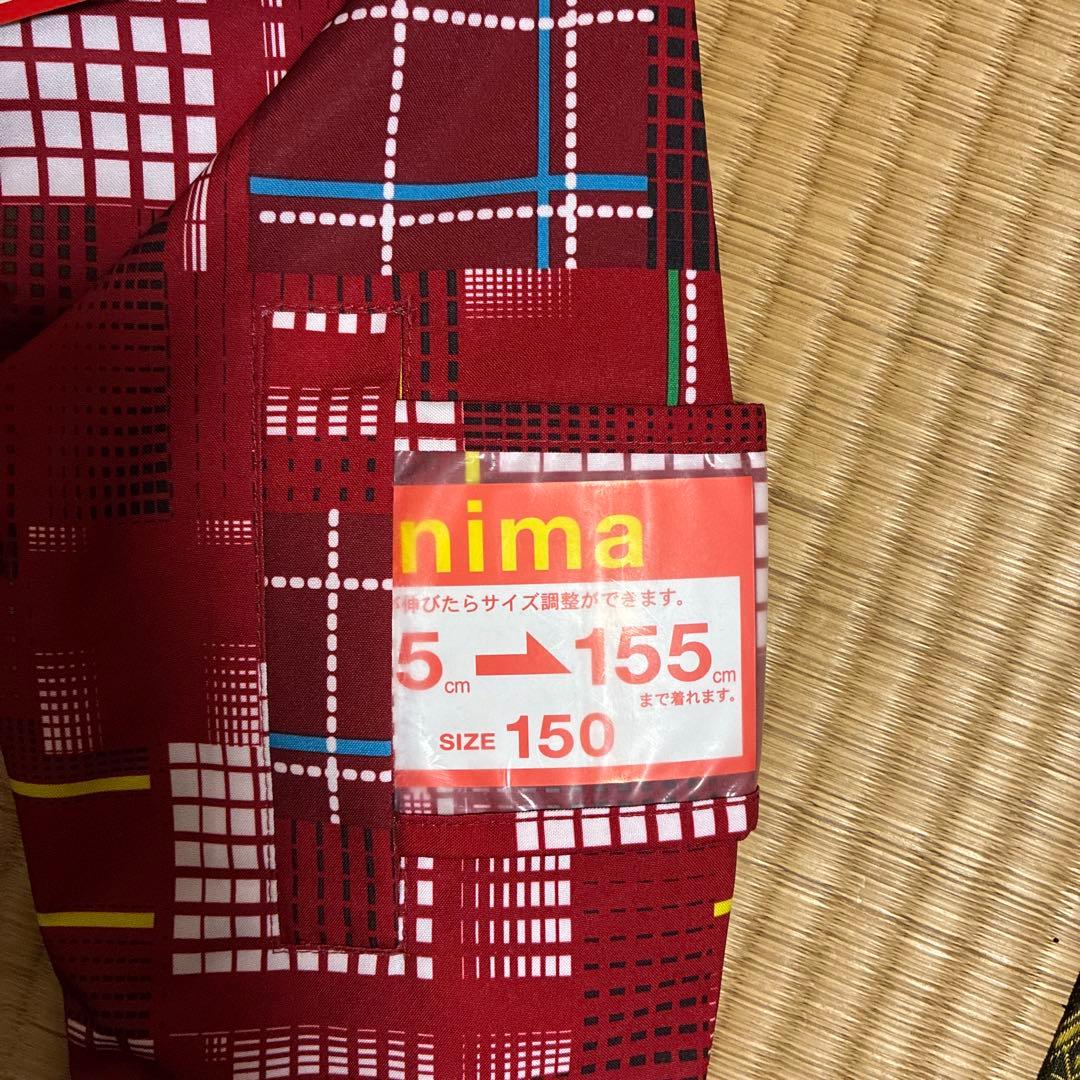 nima
伸びたらサイズ調整ができます。
5cm → 155cm
まで着れます。
SIZE 150